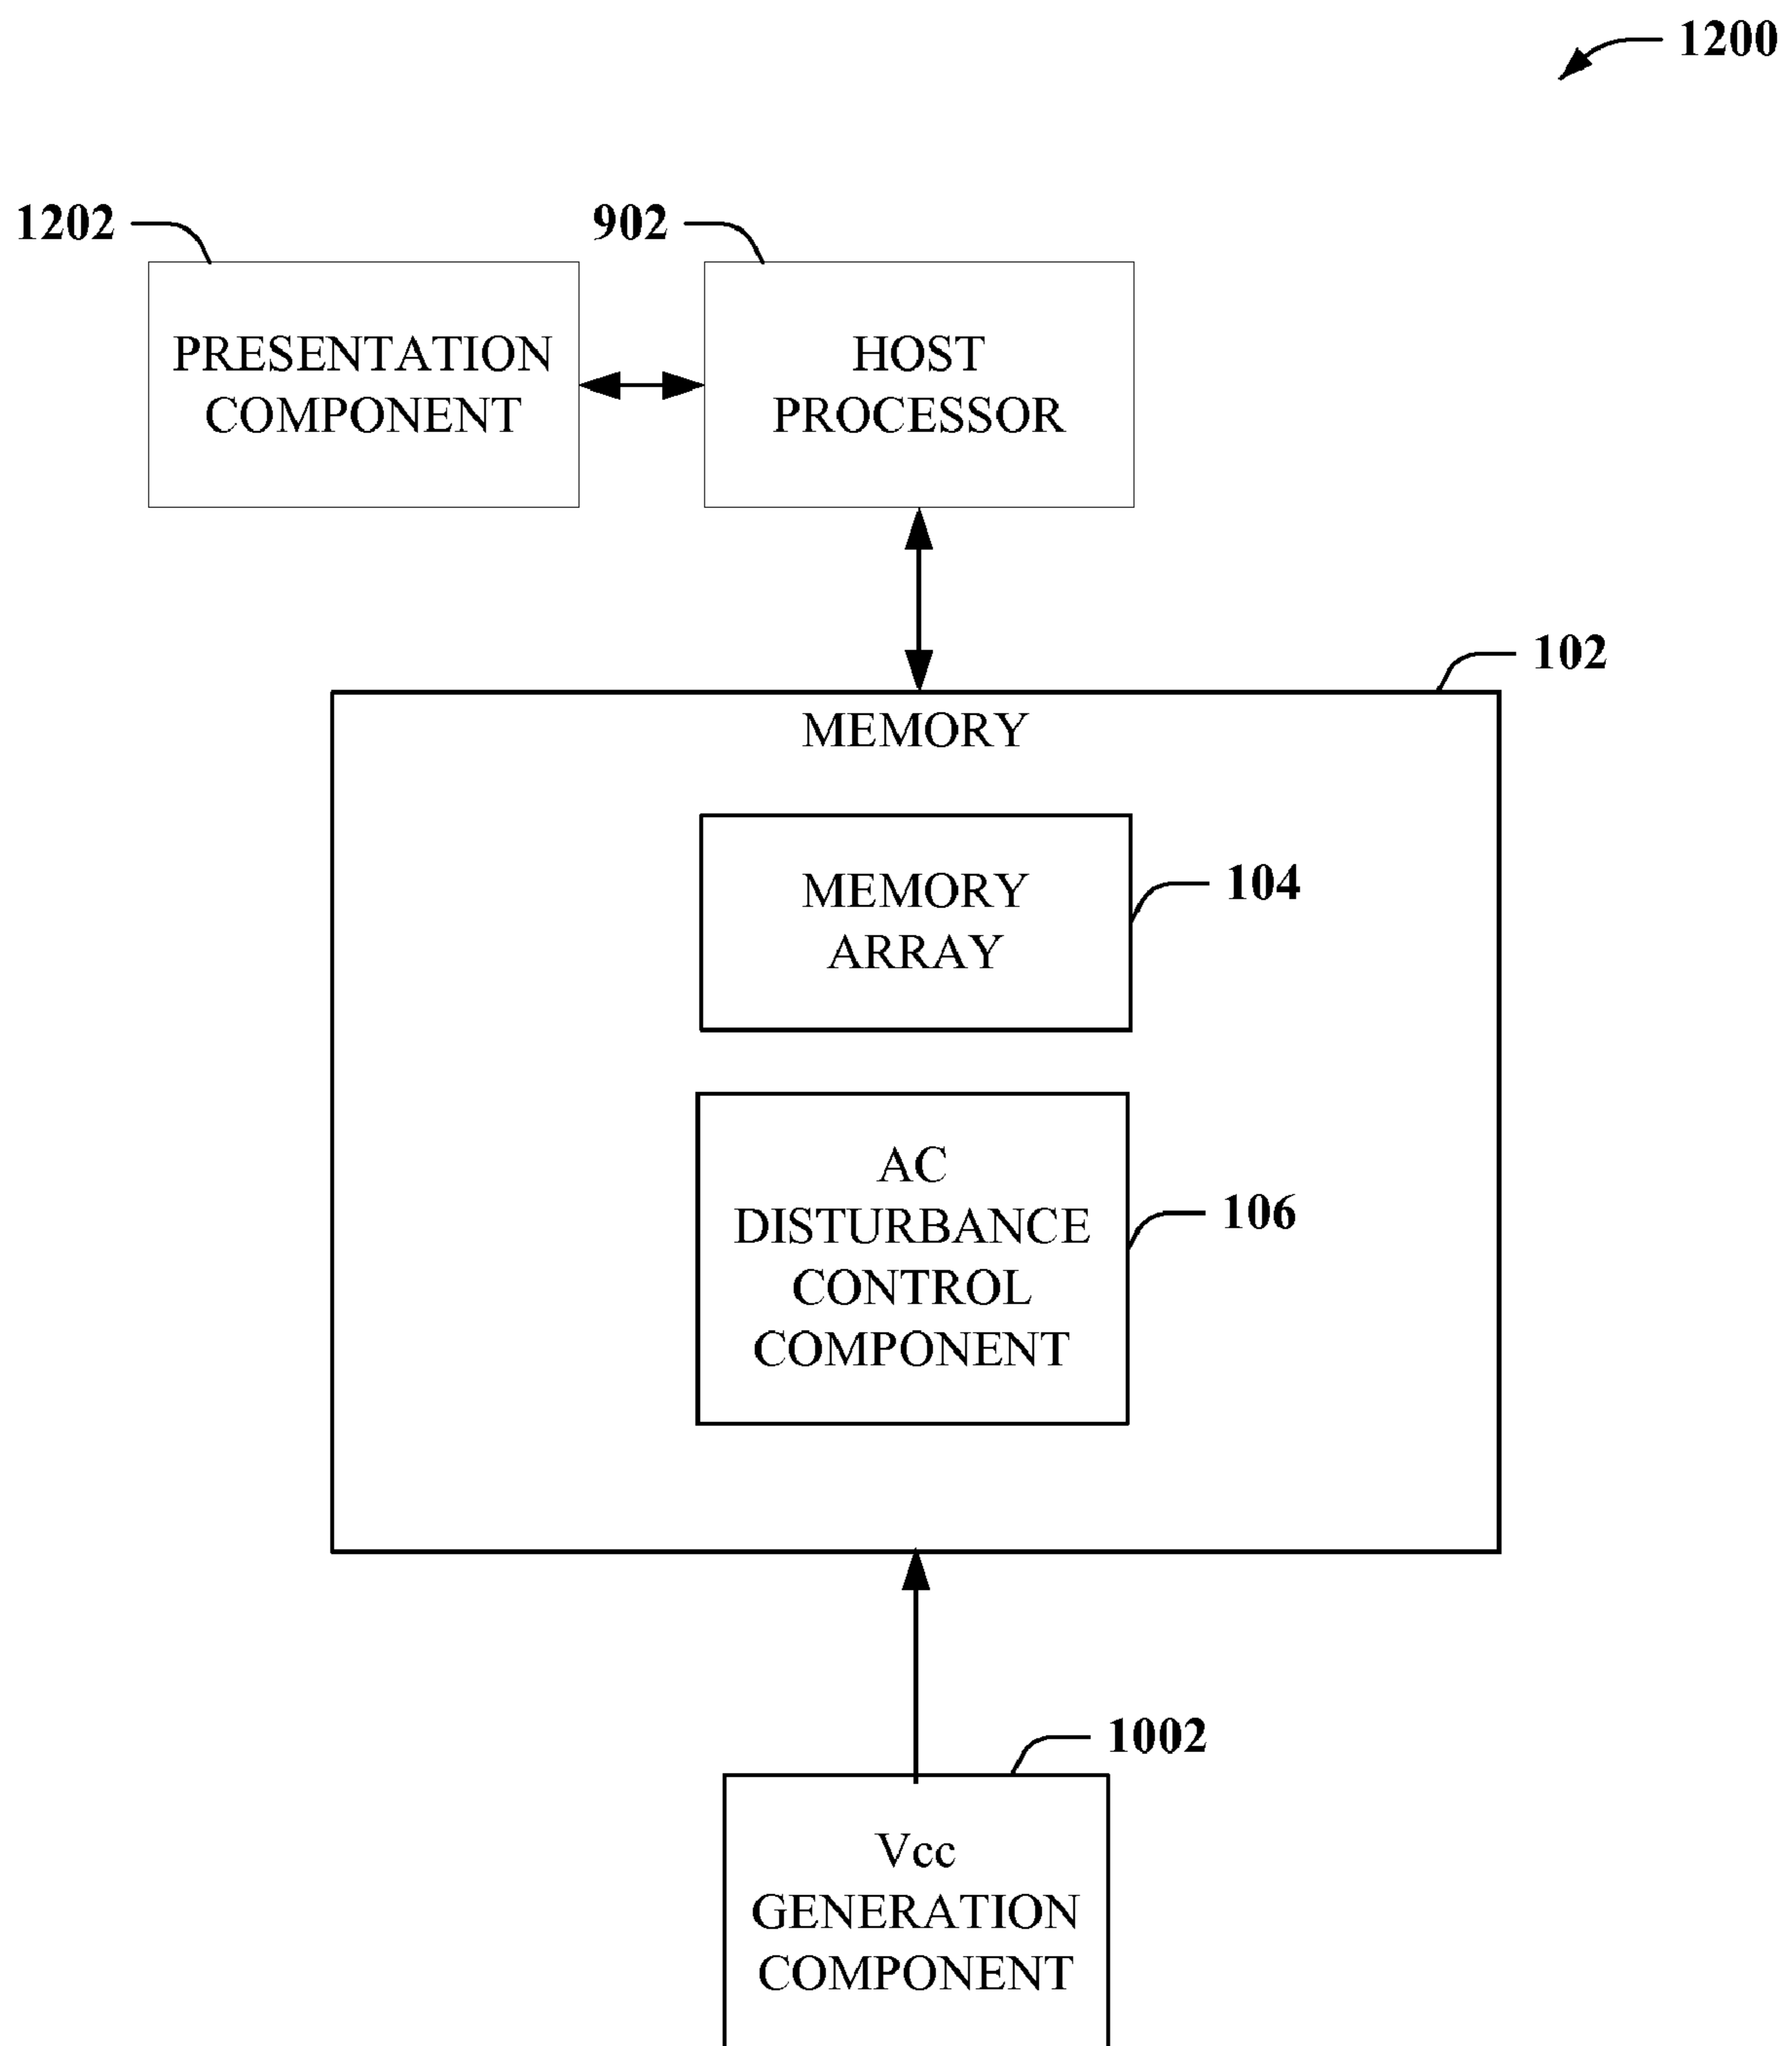 1200
1202
902
PRESENTATION
COMPONENT
HOST
PROCESSOR
102
MEMORY
MEMORY
ARRAY
104
AC
DISTURBANCE
CONTROL
COMPONENT
106
1002
Vcc
GENERATION
COMPONENT